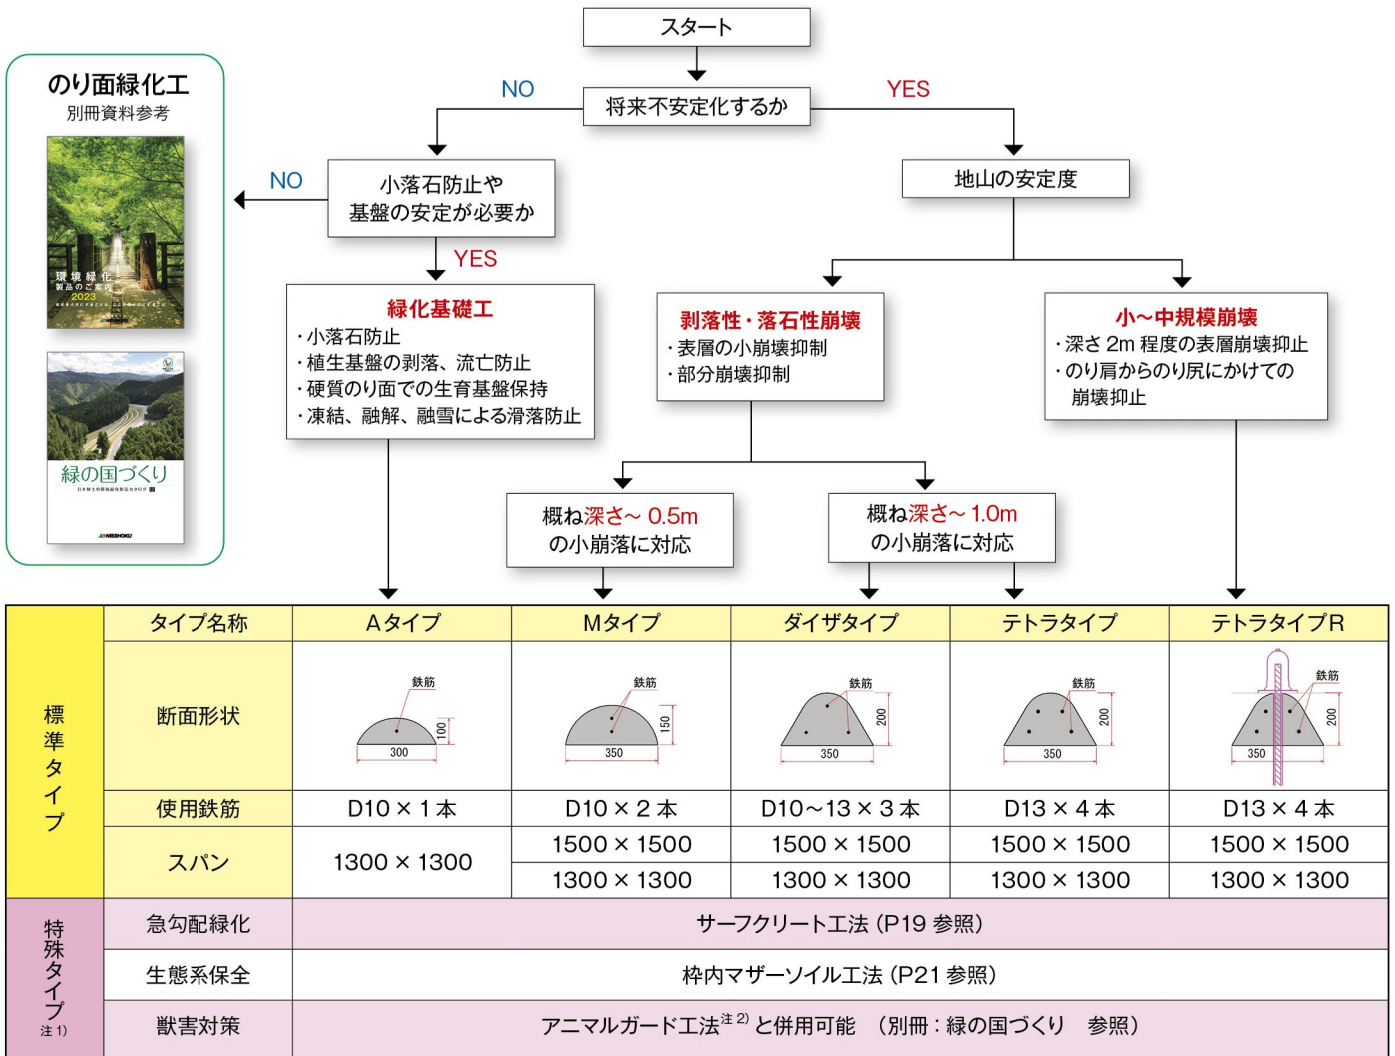 スタート
将来不安定化するか
NO
YES
のり面緑化工
別冊資料参考
環境緑化
製品のご案内
2023
NISSHOKU
緑の国づくり
NISSHOKU
小落石防止や
基盤の安定が必要か
NO
YES
地山の安定度
緑化基礎工
・小落石防止
・植生基盤の剥落、流亡防止
・硬質のり面での生育基盤保持
・凍結、融解、融雪による滑落防止
剥落性・落石性崩壊
・表層の小崩壊抑制
・部分崩壊抑制
小〜中規模崩壊
・深さ 2m 程度の表層崩壊抑止
・のり肩からのり尻にかけての
崩壊抑止
概ね深さ〜 0.5m
の小崩落に対応
概ね深さ〜 1.0m
の小崩落に対応
標準タイプ
タイプ名称 Aタイプ Mタイプ ダイザタイプ テトラタイプ テトラタイプR
断面形状
鉄筋 100 300
鉄筋 150 350
鉄筋 200 350
鉄筋 200 350
鉄筋 200 350
使用鉄筋 D10 × 1 本 D10 × 2 本 D10〜13 × 3 本 D13 × 4 本 D13 × 4 本
スパン 1300 × 1300
1500 × 1500 1500 × 1500 1500 × 1500 1500 × 1500
1300 × 1300 1300 × 1300 1300 × 1300 1300 × 1300
特殊タイプ
注 1)
急勾配緑化 サーフクリート工法 (P19 参照)
生態系保全 枠内マザーソイル工法 (P21 参照)
獣害対策 アニマルガード工法注 2) と併用可能 (別冊：緑の国づくり 参照)